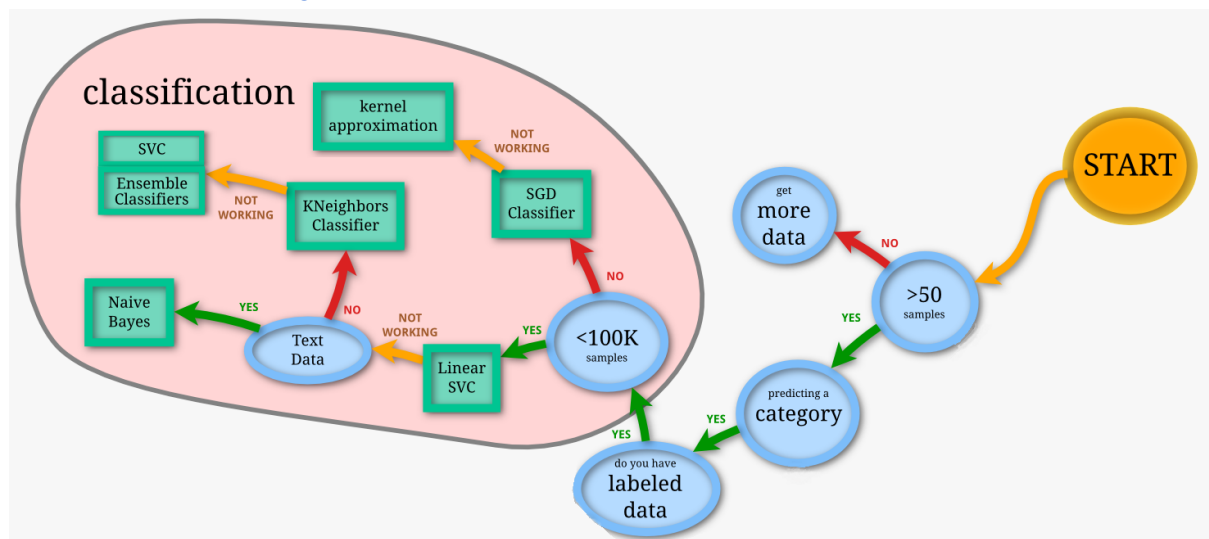 classification
kernel
approximation
NOT
WORKING
SVC
Ensemble
Classifiers
NOT
WORKING
KNeighbors
Classifier
SGD
Classifier
START
get
more
data
NO
>50
samples
YES
NO
Naive
Bayes
YES
NO
Text
Data
NOT
WORKING
Linear
SVC
YES
<100K
samples
predicting a
category
YES
YES
do you have
labeled
data